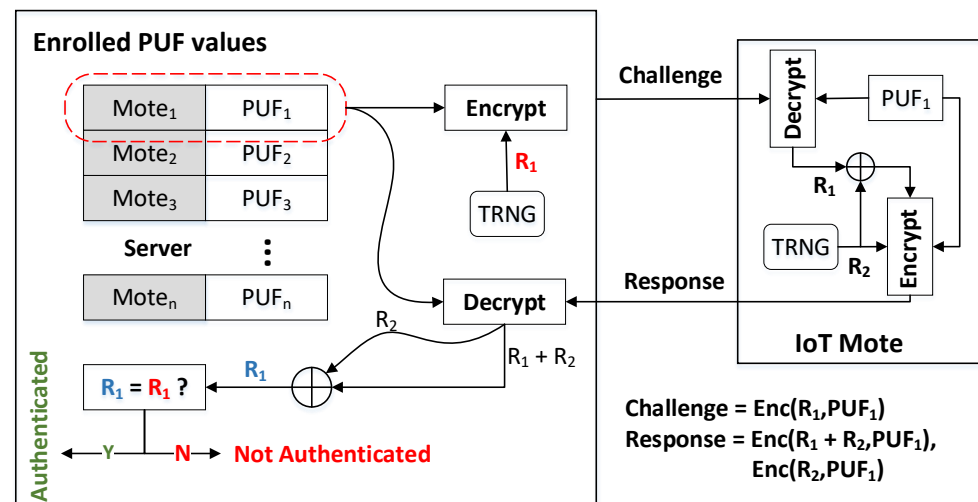 Enrolled PUF values
Mote₁ PUF₁
Mote₂ PUF₂
Mote₃ PUF₃
Server
Moteₙ PUFₙ
Encrypt
R₁
TRNG
Decrypt
R₂
R₁ + R₂
R₁
R₁ = R₁ ?
Authenticated
Y
N
Not Authenticated
Challenge
Response
Decrypt
PUF₁
R₁
TRNG
R₂
Encrypt
IoT Mote
Challenge = Enc(R₁,PUF₁)
Response = Enc(R₁ + R₂,PUF₁),
Enc(R₂,PUF₁)